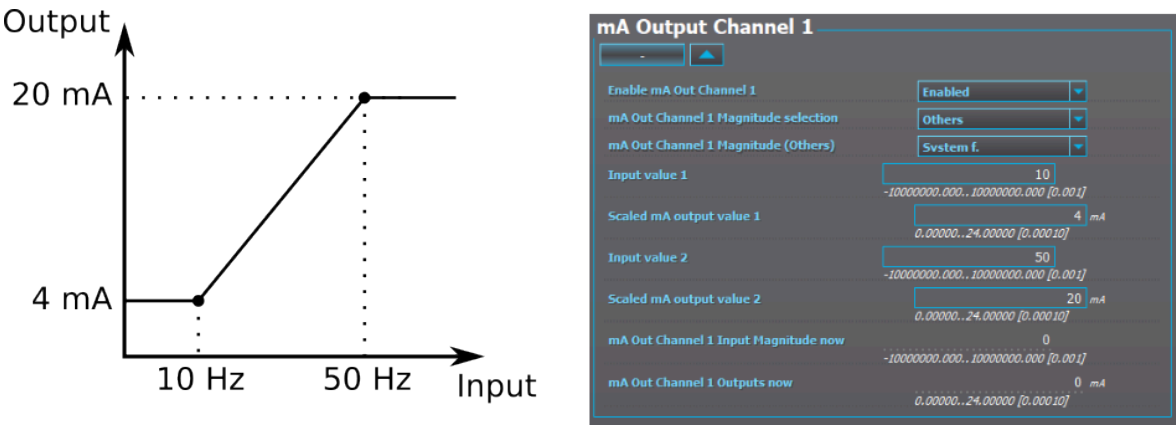 Output
20 mA
4 mA
10 Hz
50 Hz
Input
mA Output Channel 1
-
Enable mA Out Channel 1
Enabled
mA Out Channel 1 Magnitude selection
Others
mA Out Channel 1 Magnitude (Others)
System f.
Input value 1
10
-10000000.000..10000000.000 [0.001]
Scaled mA output value 1
4 mA
0.00000..24.00000 [0.00010]
Input value 2
50
-10000000.000..10000000.000 [0.001]
Scaled mA output value 2
20 mA
0.00000..24.00000 [0.00010]
mA Out Channel 1 Input Magnitude now
0
-10000000.000..10000000.000 [0.001]
mA Out Channel 1 Outputs now
0 mA
0.00000..24.00000 [0.00010]